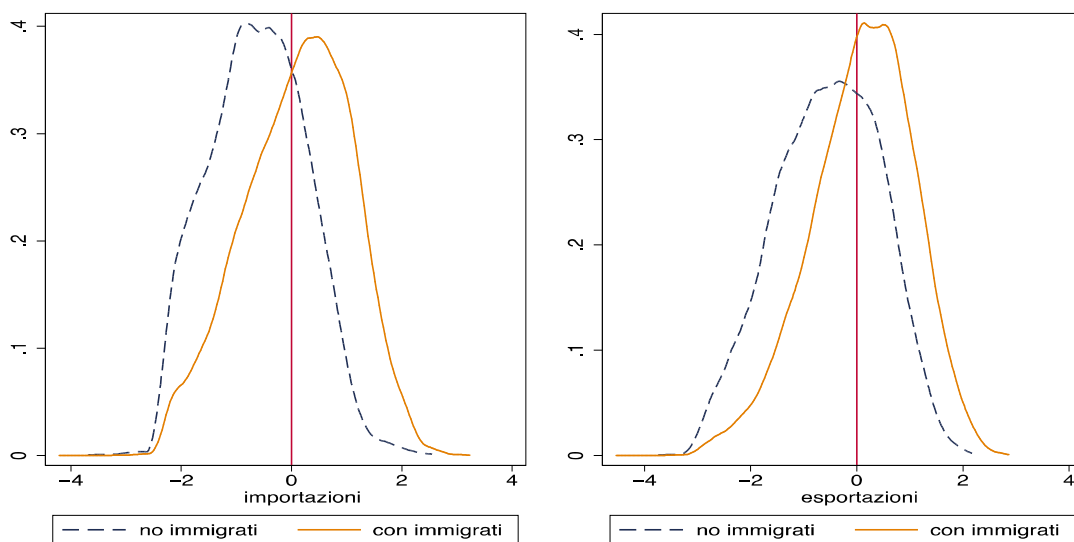 .4
.3
.2
.1
0
−4 −2 0 2 4
importazioni
no immigrati con immigrati
.4
.3
.2
.1
0
−4 −2 0 2 4
esportazioni
no immigrati con immigrati